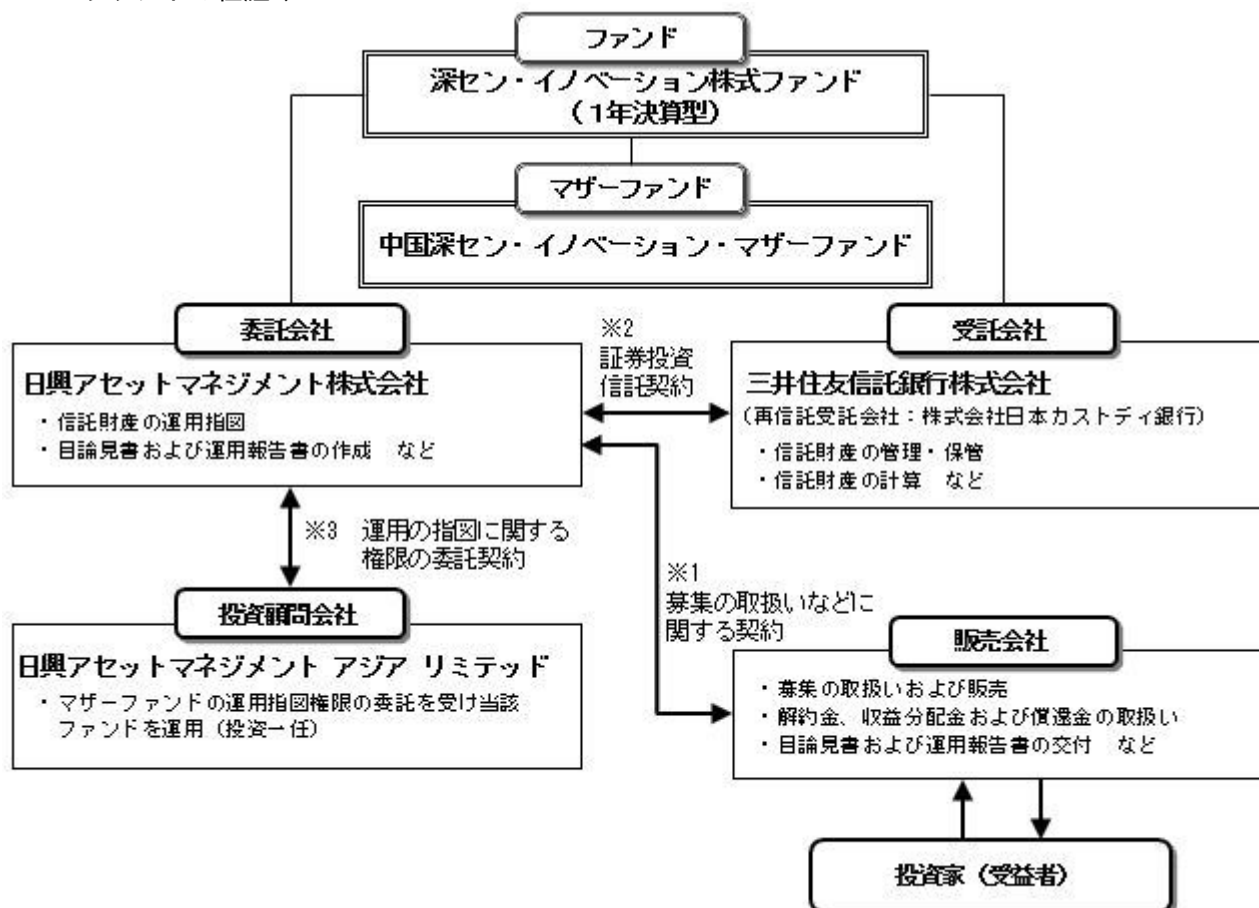 ファンド
深セン・イノベーション株式ファンド
(1年決算型)
マザーファンド
中国深セン・イノベーション・マザーファンド
委託会社
日興アセットマネジメント株式会社
・信託財産の運用指図
・目論見書および運用報告書の作成 など
※2
証券投資
信託契約
受託会社
三井住友信託銀行株式会社
(再信託受託会社:株式会社日本カストディ銀行)
・信託財産の管理・保管
・信託財産の計算 など
※3 運用の指図に関する
権限の委託契約
投資顧問会社
日興アセットマネジメント アジア リミテッド
・マザーファンドの運用指図権限の委託を受け当該
ファンドを運用(投資一任)
※1
募集の取扱いなどに
関する契約
販売会社
・募集の取扱いおよび販売
・解約金、収益分配金および償還金の取扱い
・目論見書および運用報告書の交付 など
投資家(受益者)